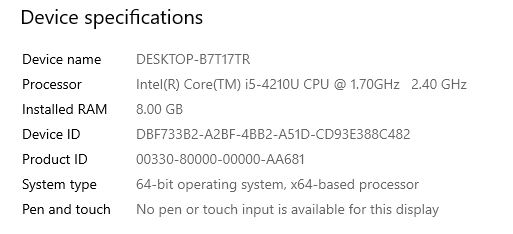 Device specifications
Device name DESKTOP-B7T17TR
Processor Intel(R) Core(TM) i5-4210U CPU @ 1.70GHz 2.40 GHz
Installed RAM 8.00 GB
Device ID DBF733B2-A2BF-4BB2-A51D-CD93E388C482
Product ID 00330-80000-00000-AA681
System type 64-bit operating system, x64-based processor
Pen and touch No pen or touch input is available for this display